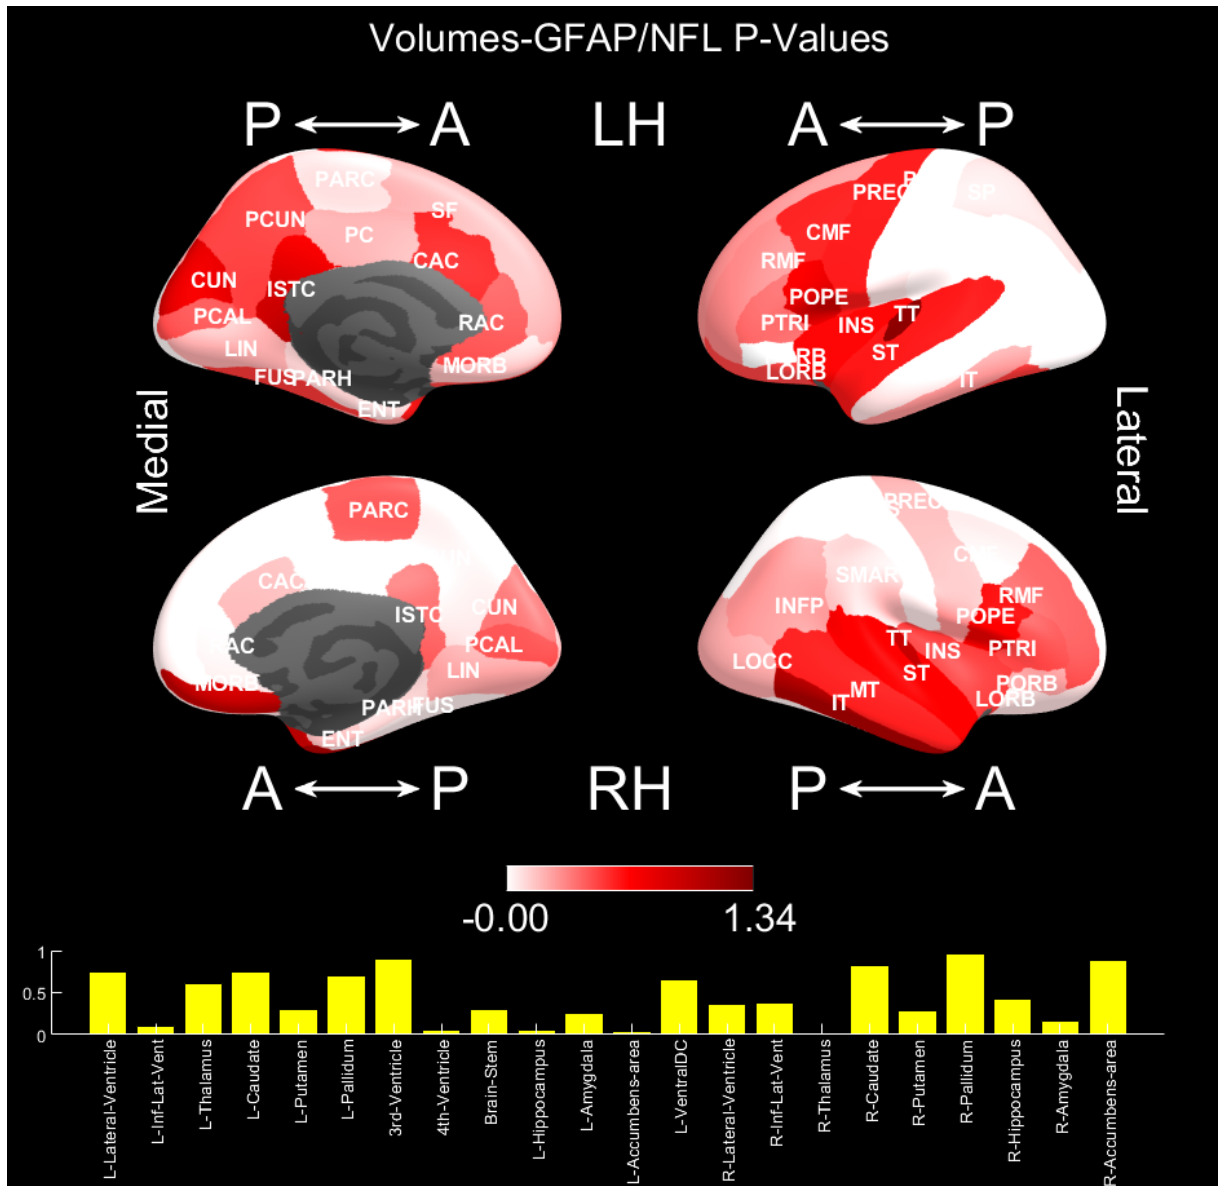 Volumes-GFAP/NFL P-Values
P A LH A P
PARC
SF
PCUN
PC
CAC
CUN
ISTC
PCAL
RAC
LIN
MORB
FUS
PARH
ENT
PREC
SP
CMF
RMF
POPE
TT
PTRI
INS
ST
LORB
IT
Medial
Lateral
PARC
CAC
ISTC
CUN
RAC
PCAL
LIN
MORB
PARH
FUS
ENT
PREC
SMAR
RMF
INFP
POPE
TT
PTRI
INS
LOCC
ST
MT
PORB
IT
LORB
A P RH P A
-0.00 1.34
1
0.5
0
L-Lateral-Ventricle
L-Inf-Lat-Vent
L-Thalamus
L-Caudate
L-Putamen
L-Pallidum
3rd-Ventricle
4th-Ventricle
Brain-Stem
L-Hippocampus
L-Amygdala
L-Accumbens-area
L-VentralDC
R-Lateral-Ventricle
R-Inf-Lat-Vent
R-Thalamus
R-Caudate
R-Putamen
R-Pallidum
R-Hippocampus
R-Amygdala
R-Accumbens-area